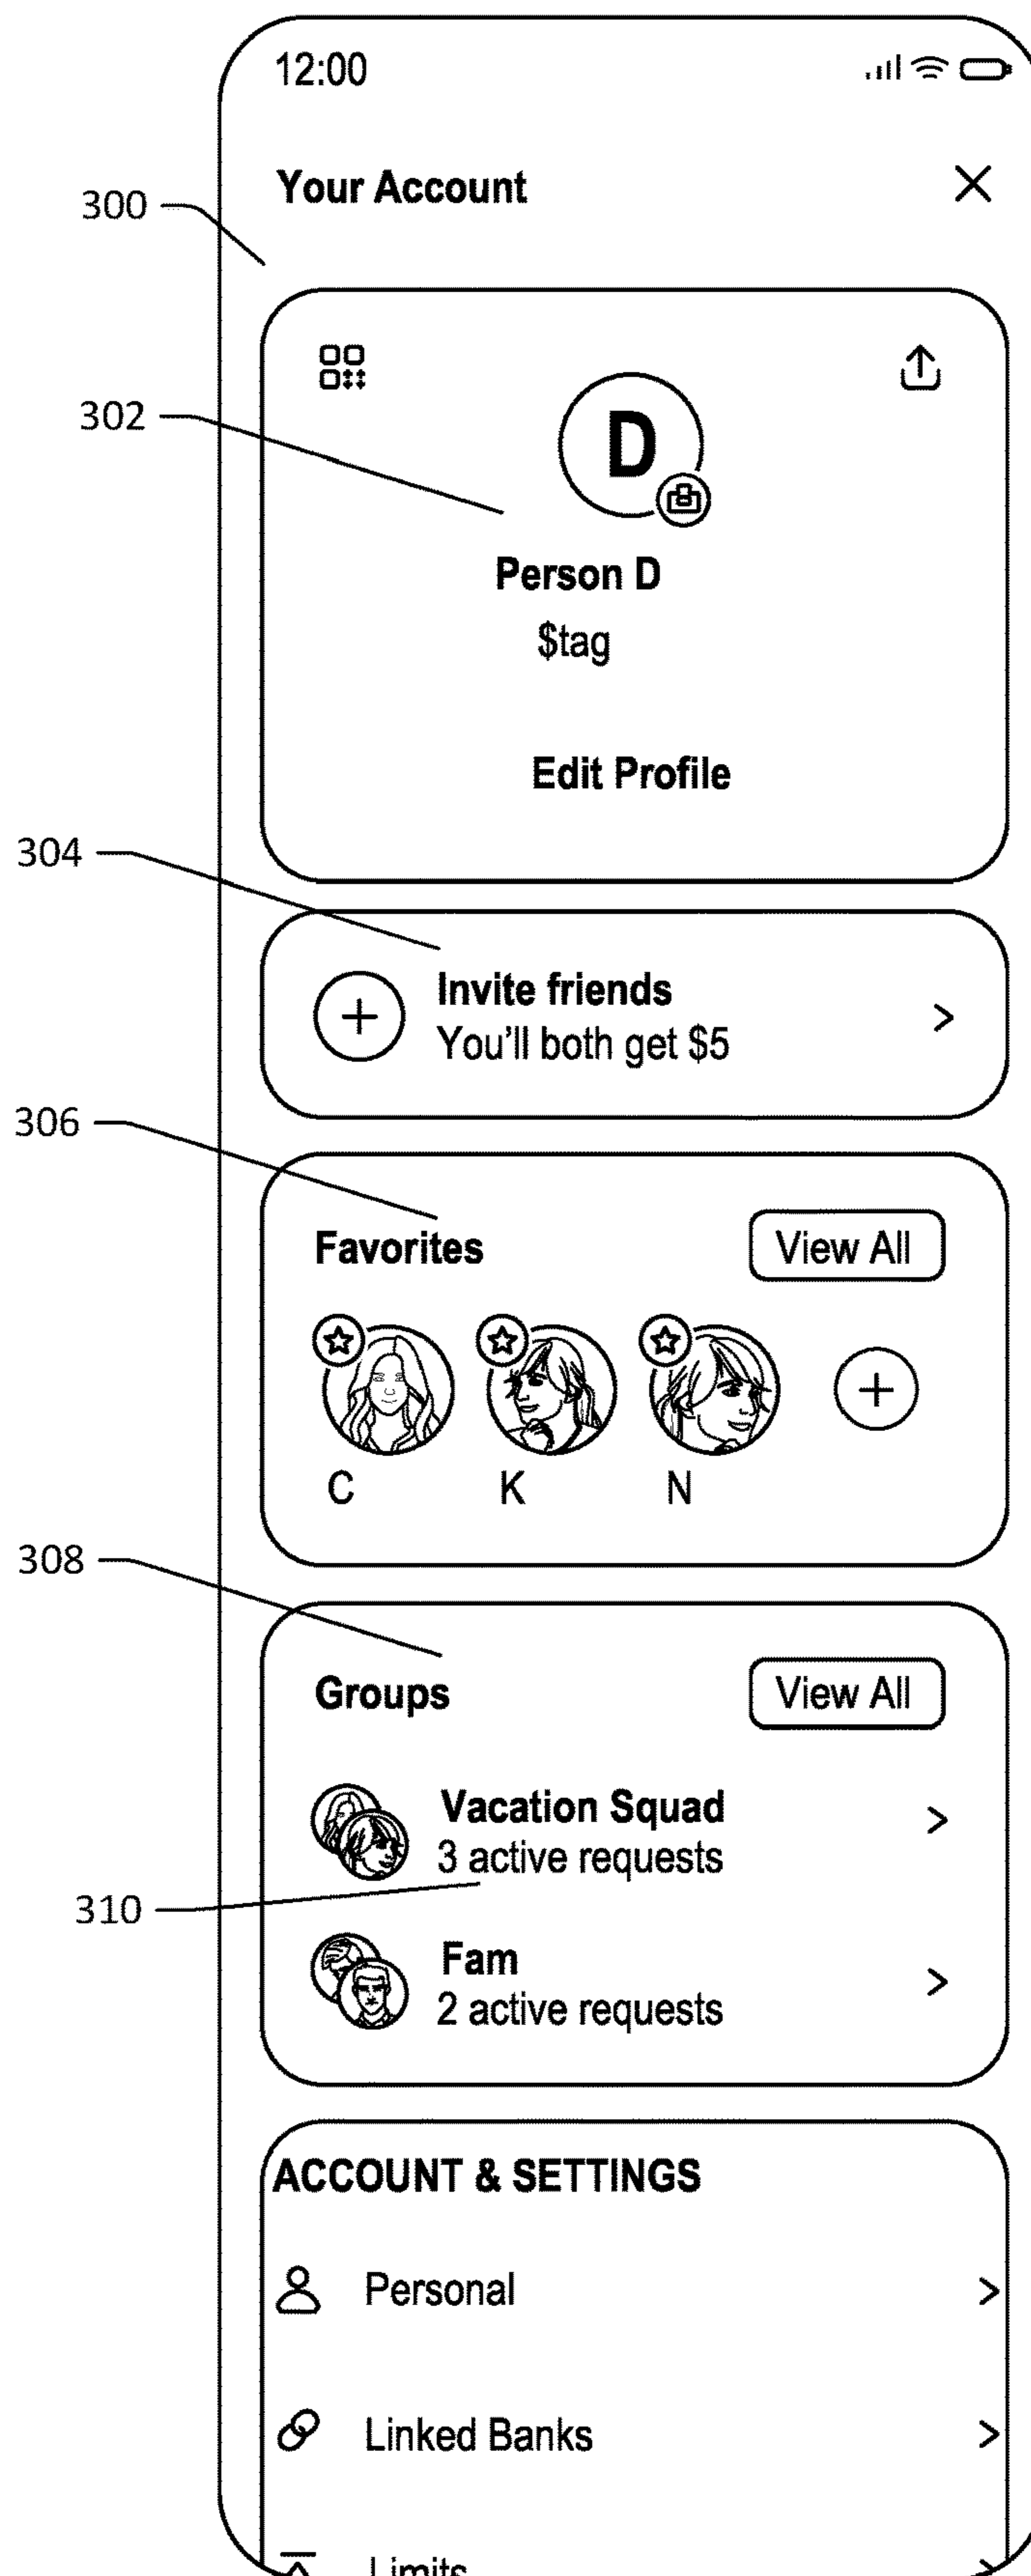 12:00
Your Account
300
302
D
Person D
$tag
Edit Profile
304
Invite friends
You'll both get $5
306
Favorites
View All
C
K
N
308
Groups
View All
Vacation Squad
3 active requests
310
Fam
2 active requests
ACCOUNT & SETTINGS
Personal
Linked Banks
Limits